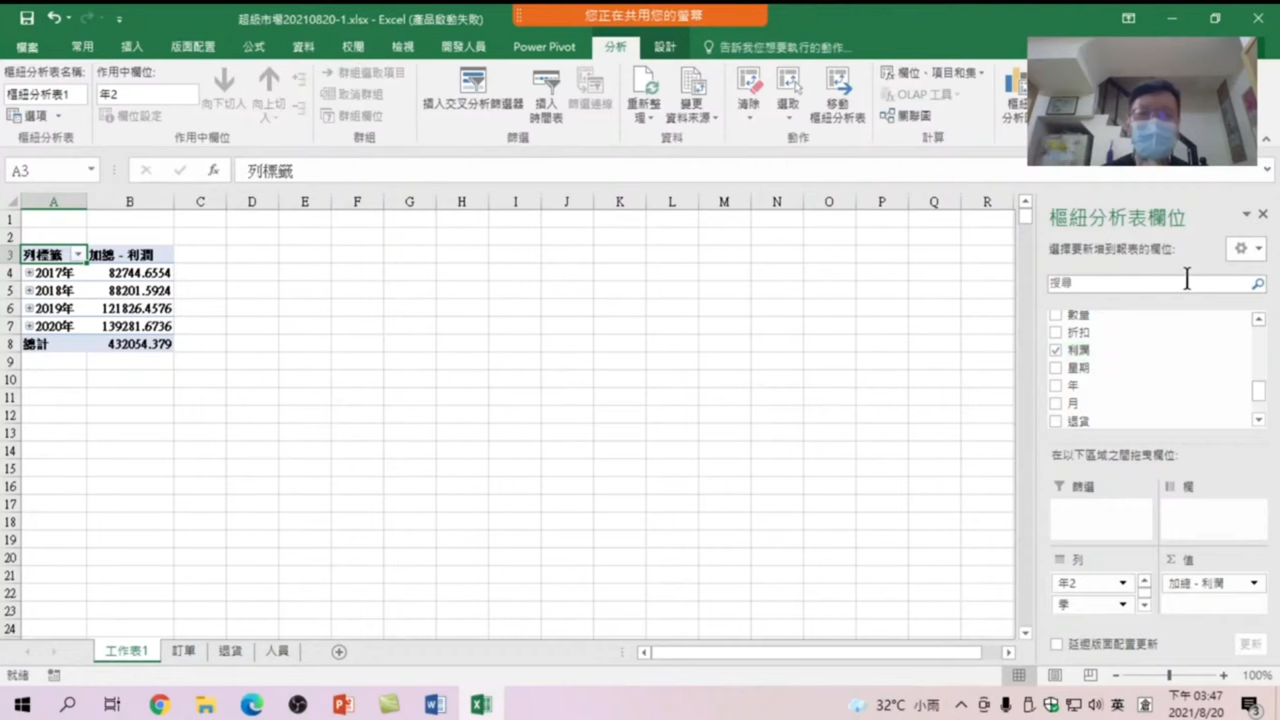 超級市場20210820-1.xlsx - Excel (產品啟動失敗)
您正在共用您的螢幕
檔案 常用 插入 版面配置 公式 資料 校閱 檢視 開發人員 Power Pivot 分析 設計 告訴我您想要執行的動作...
樞紐分析表名稱:
樞紐分析表1
選項
樞紐分析表
作用中欄位:
年2
欄位設定
向下切入
向上切入
作用中欄位
群組選取項目
取消群組
群組欄位
群組
插入交叉分析篩選器
插入時間表
篩選連線
篩選
重新整理
變更資料來源
資料
清除
選取
移動樞紐分析表
動作
欄位、項目和集
OLAP 工具
關聯圖
計算
A3
fx
列標籤
A B C D E F G H I J K L M N O P Q R
1
2
3 列標籤 加總 - 利潤
4 2017年 82744.6554
5 2018年 88201.5924
6 2019年 121826.4576
7 2020年 139281.6736
8 總計 432054.379
9
10
11
12
13
14
15
16
17
18
19
20
21
22
23
24
樞紐分析表欄位
選擇要新增到報表的欄位:
搜尋
數量
折扣
利潤
星期
年
月
退貨
在以下區域之間拖曳欄位:
篩選
欄
列
Σ 值
年2
加總 - 利潤
季
延遲版面配置更新
更新
工作表1 訂單 退貨 人員
就緒
100%
32°C 小雨
英
下午 03:47
2021/8/20
3